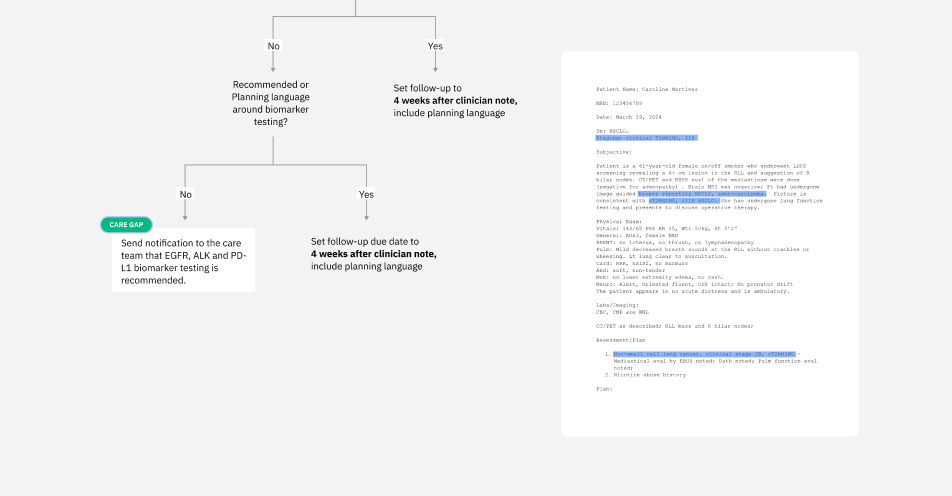 No
Yes
Recommended or
Planning language
around biomarker
testing?
Set follow-up to
4 weeks after clinician note,
include planning language
No
Yes
CARE GAP
Send notification to the care
team that EGFR, ALK and PD-
L1 biomarker testing is
recommended.
Set follow-up due date to
4 weeks after clinician note,
include planning language
Patient Name: Caroline Martinez
MRN: 123456789
Date: March 19, 2024
Dx: NSCLC,
Staging: clinical
Subjective:
Patient is a 61-year-old female on/off smoker who underwent LDCT
screening revealing a 4+ cm lesion in the RLL and suggestion of R
hilar nodes. CT/PET and EBUS eval of the mediastinum were done
(negative for adenopathy) . Brain MRI was negative; Pt had undergone
image guided biopsy reporting NSCLC, adenocarcinoma. Picture is
consistent with She has undergone lung function
testing and presents to discuss operative therapy.
Physical Exam:
Vitals: 143/65 P88 RR 15, Wt: 50kg, Ht 5'2"
General: AOx3, female NAD
HEENT: no icterus, no thrush, no lymphadenopathy
Pulm: Mild decreased breath sounds at the RLL without crackles or
wheezing. Lt lung clear to auscultation.
Card: RRR, S1S2, no murmurs
Abd: soft, non-tender
Msk: no lower extremity edema, no rash.
Neuro: Alert, Oriented fluent, Gr intact; No pronator drift
The patient appears in no acute distress and is ambulatory.
Labs/Imaging:
CBC, CMP are WNL
CT/PET as described; RLL mass and R hilar nodes;
Assessment/Plan
1. Non-small cell lung cancer, clinical stage -
Mediastinal eval by EBUS noted; Path noted; Pulm function eval
noted;
2. Nicotine abuse history
Plan: